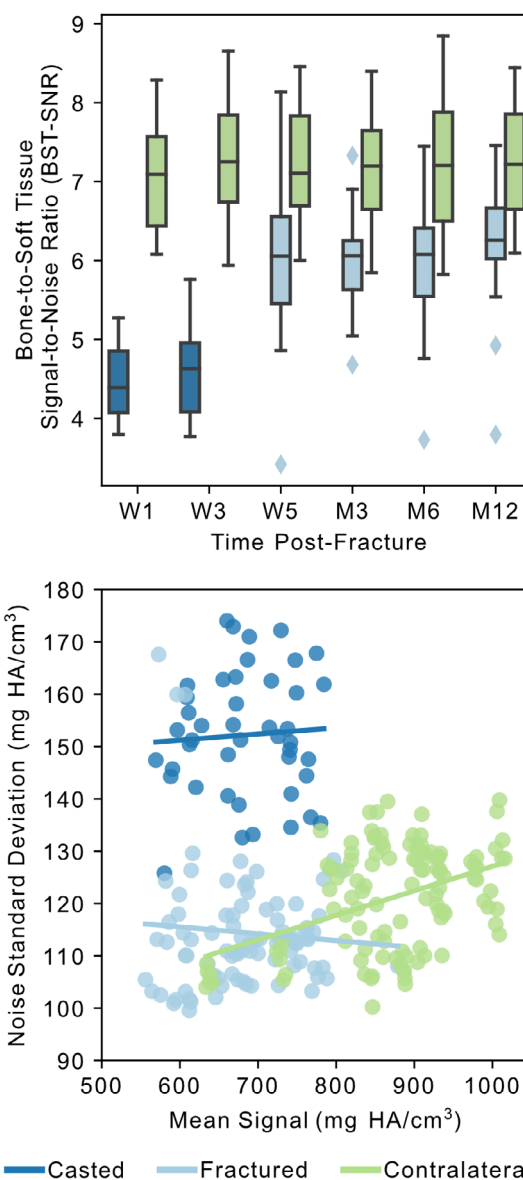 Bone-to-Soft Tissue
Signal-to-Noise Ratio (BST-SNR)
9
8
7
6
5
4
W1 W3 W5 M3 M6 M12
Time Post-Fracture
Noise Standard Deviation (mg HA/cm³)
180
170
160
150
140
130
120
110
100
90
500 600 700 800 900 1000
Mean Signal (mg HA/cm³)
Casted Fractured Contralatera